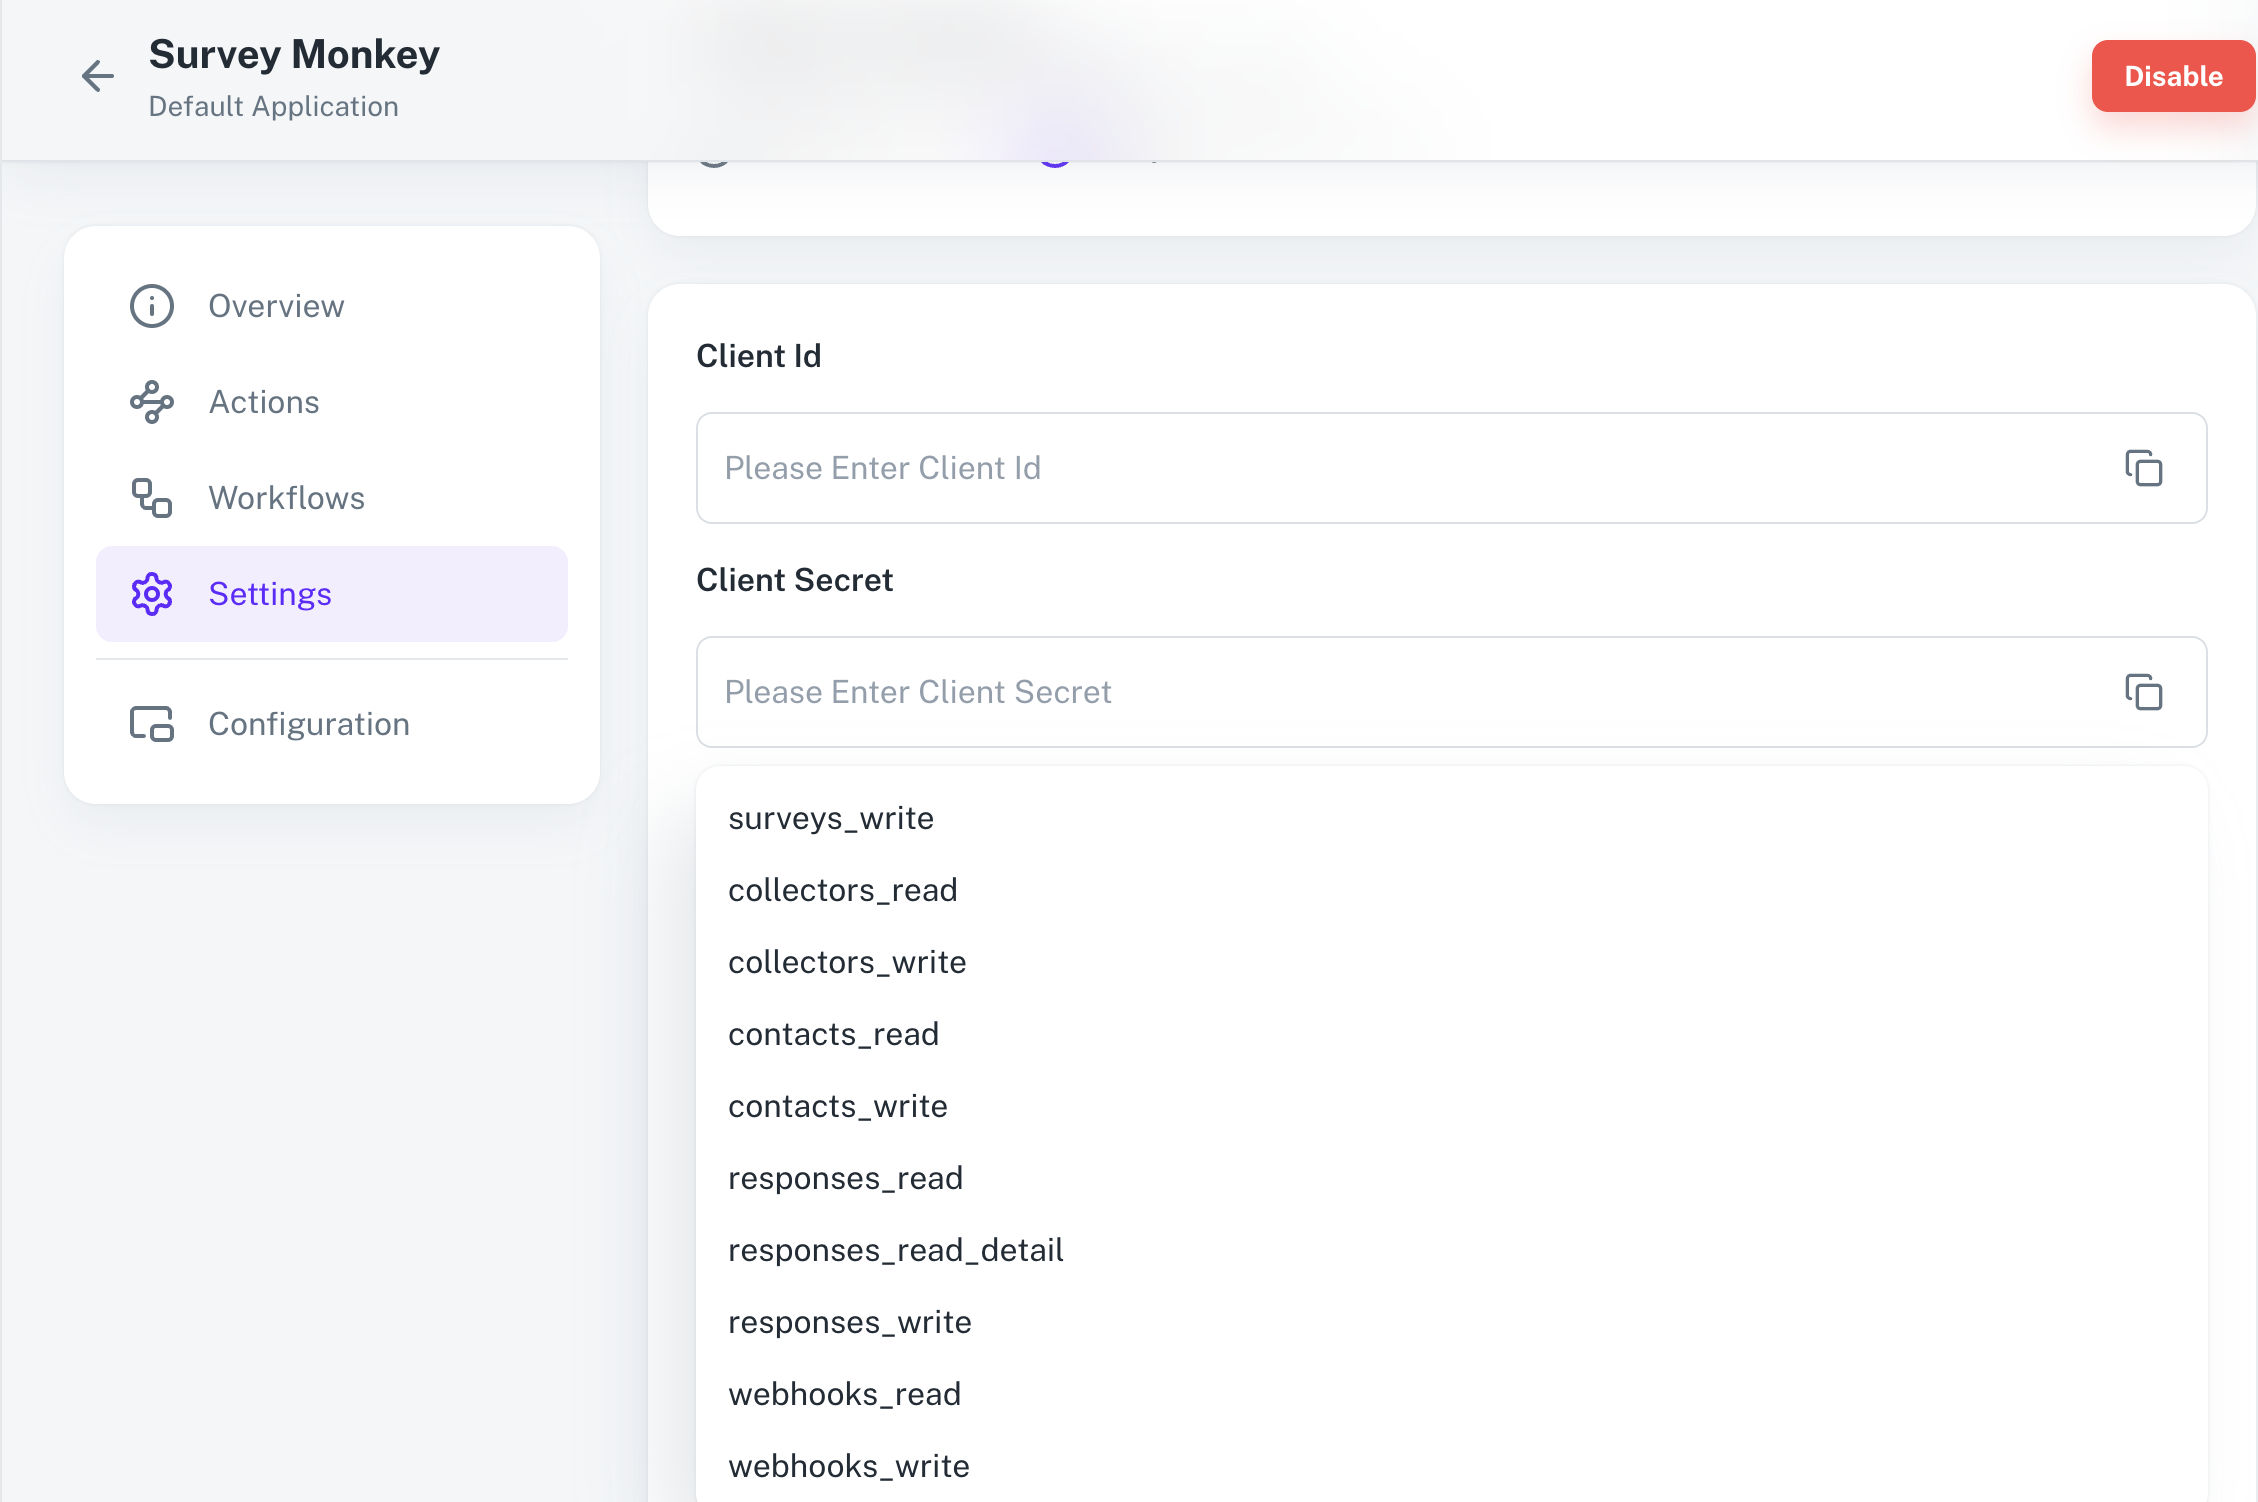 Survey Monkey
Default Application
Disable
Overview
Actions
Workflows
Settings
Configuration
Client Id
Please Enter Client Id
Client Secret
Please Enter Client Secret
surveys_write
collectors_read
collectors_write
contacts_read
contacts_write
responses_read
responses_read_detail
responses_write
webhooks_read
webhooks_write